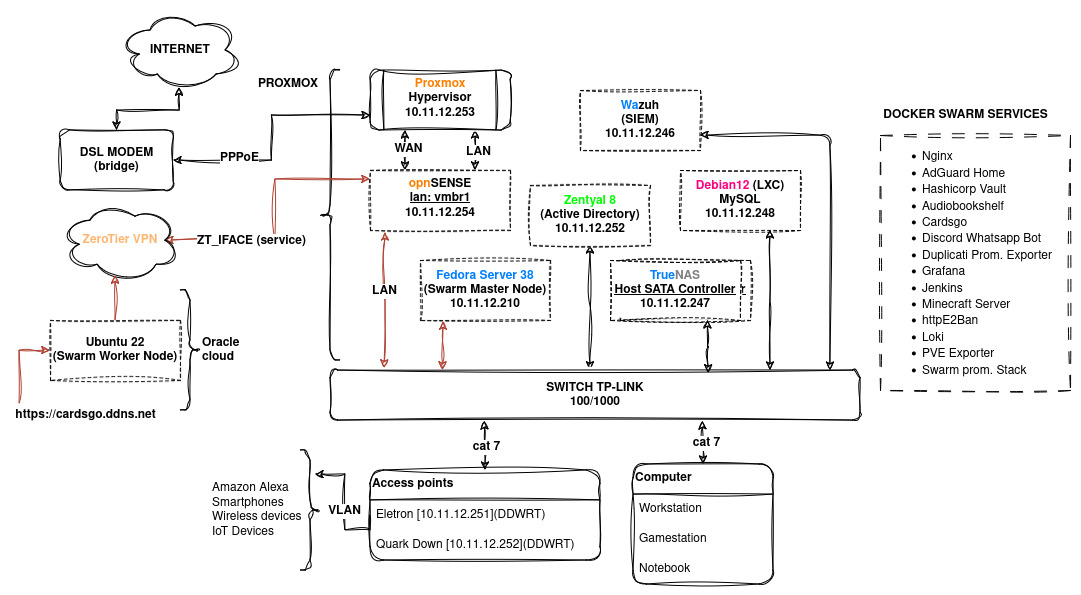 INTERNET
PROXMOX
Proxmox
Hypervisor
10.11.12.253
Wazuh
(SIEM)
10.11.12.246
DOCKER SWARM SERVICES
DSL MODEM
(bridge)
PPPoE
WAN
LAN
opnSENSE
lan: vmbr1
10.11.12.254
Zentyal 8
(Active Directory)
10.11.12.252
Debian12 (LXC)
MySQL
10.11.12.248
Nginx
AdGuard Home
Hashicorp Vault
Audiobookshelf
Cardsgo
Discord Whatsapp Bot
Duplicati Prom. Exporter
Grafana
Jenkins
Minecraft Server
httpE2Ban
Loki
PVE Exporter
Swarm prom. Stack
ZeroTier VPN
ZT_IFACE (service)
LAN
Fedora Server 38
(Swarm Master Node)
10.11.12.210
TrueNAS
Host SATA Controller
10.11.12.247
Ubuntu 22
(Swarm Worker Node)
Oracle
cloud
https://cardsgo.ddns.net
SWITCH TP-LINK
100/1000
cat 7
cat 7
Amazon Alexa
Smartphones
Wireless devices
IoT Devices
VLAN
Access points
Eletron [10.11.12.251](DDWRT)
Quark Down [10.11.12.252](DDWRT)
Computer
Workstation
Gamestation
Notebook